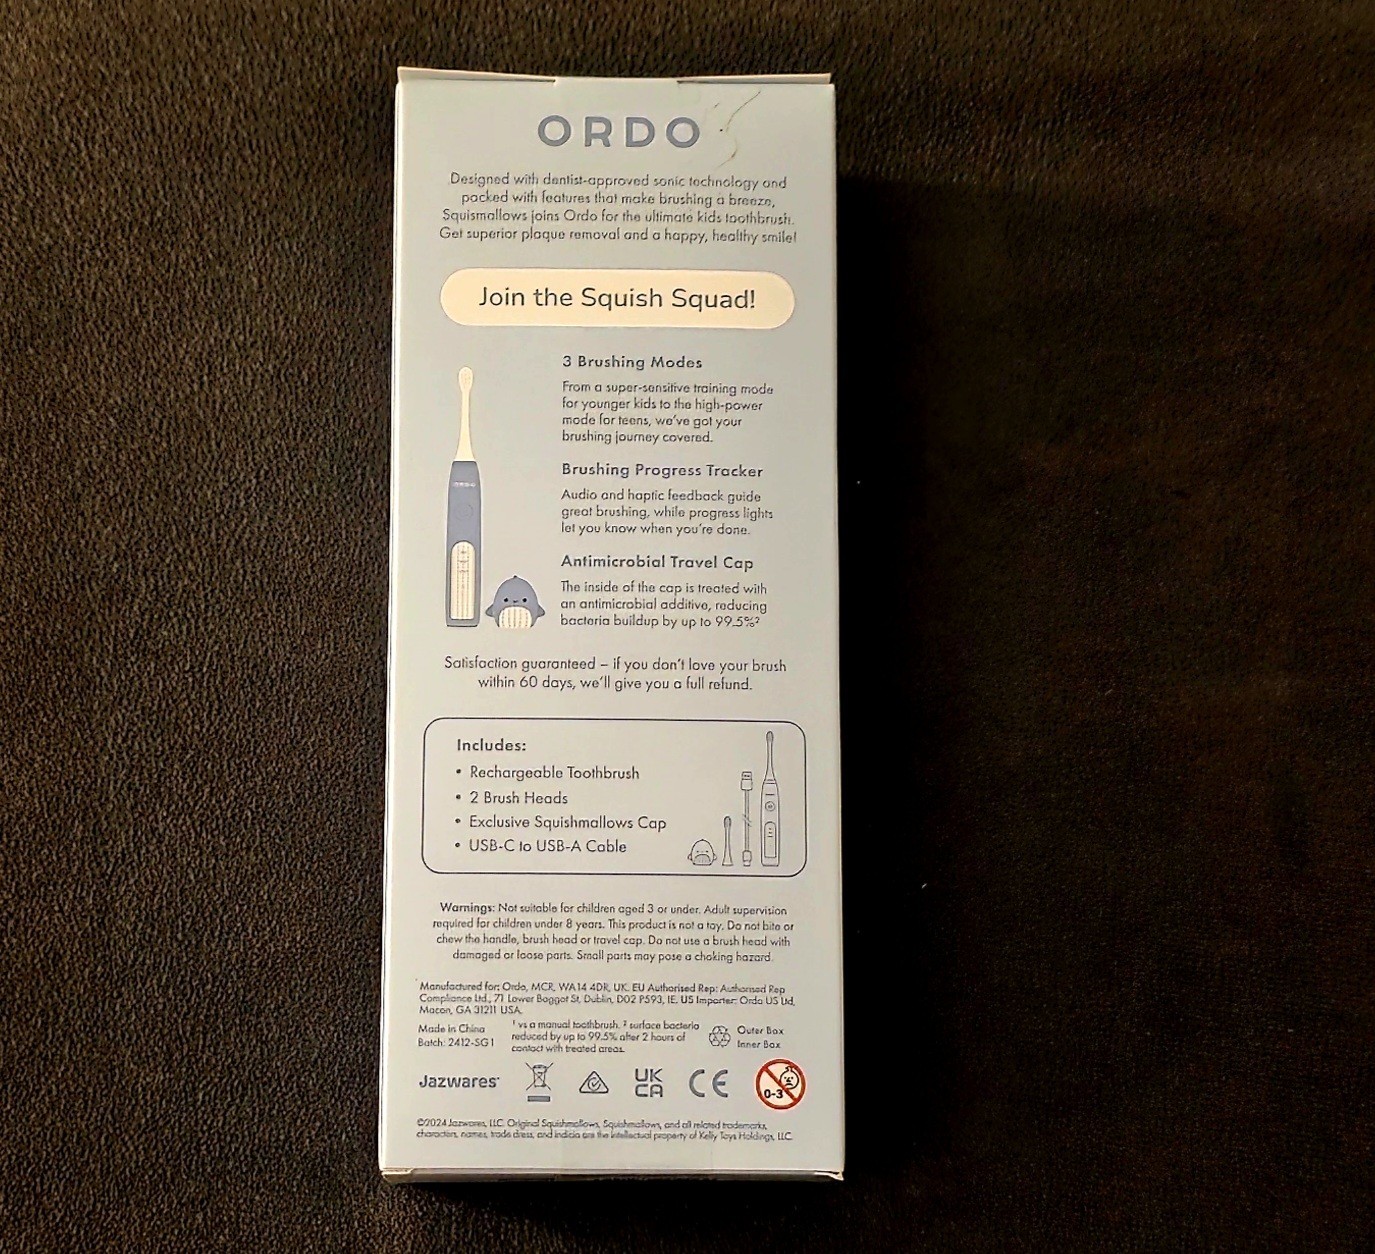 ORDO
Designed with dentist-approved sonic technology and
packed with features that make brushing a breeze,
Squismallows joins Ordo for the ultimate kids toothbrush.
Get superior plaque removal and a happy, healthy smile!
Join the Squish Squad!
3 Brushing Modes
From a super-sensitive training mode
for younger kids to the high-power
mode for teens, we've got your
brushing journey covered.
Brushing Progress Tracker
Audio and haptic feedback guide
great brushing, while progress lights
let you know when you're done.
ORDO
Antimicrobial Travel Cap
The inside of the cap is treated with
an antimicrobial additive, reducing
bacteria buildup by up to 99.5%²
Satisfaction guaranteed – if you don't love your brush
within 60 days, we'll give you a full refund.
Includes:
• Rechargeable Toothbrush
• 2 Brush Heads
• Exclusive Squishmallows Cap
• USB-C to USB-A Cable
Warnings: Not suitable for children aged 3 or under. Adult supervision
required for children under 8 years. This product is not a toy. Do not bite or
chew the handle, brush head or travel cap. Do not use a brush head with
damaged or loose parts. Small parts may pose a choking hazard.
Manufactured for: Ordo, MCR, WA14 4DR, UK. EU Authorised Rep: Authorised Rep
Compliance Ltd., 71 Lower Baggot St, Dublin, D02 P593, IE. US Importer: Ordo US Ltd,
Macon, GA 31211 USA.
Made in China
Batch: 2412-SG1
¹ vs a manual toothbrush. ² surface bacteria
reduced by up to 99.5% after 2 hours of
contact with treated areas.
Outer Box
Inner Box
Jazwares
UK
CA
CE
0-3
©2024 Jazwares, LLC. Original Squishmallows, Squishmallows, and all related trademarks,
characters, names, trade dress, and indicia are the intellectual property of Kelly Toys Holdings, LLC.